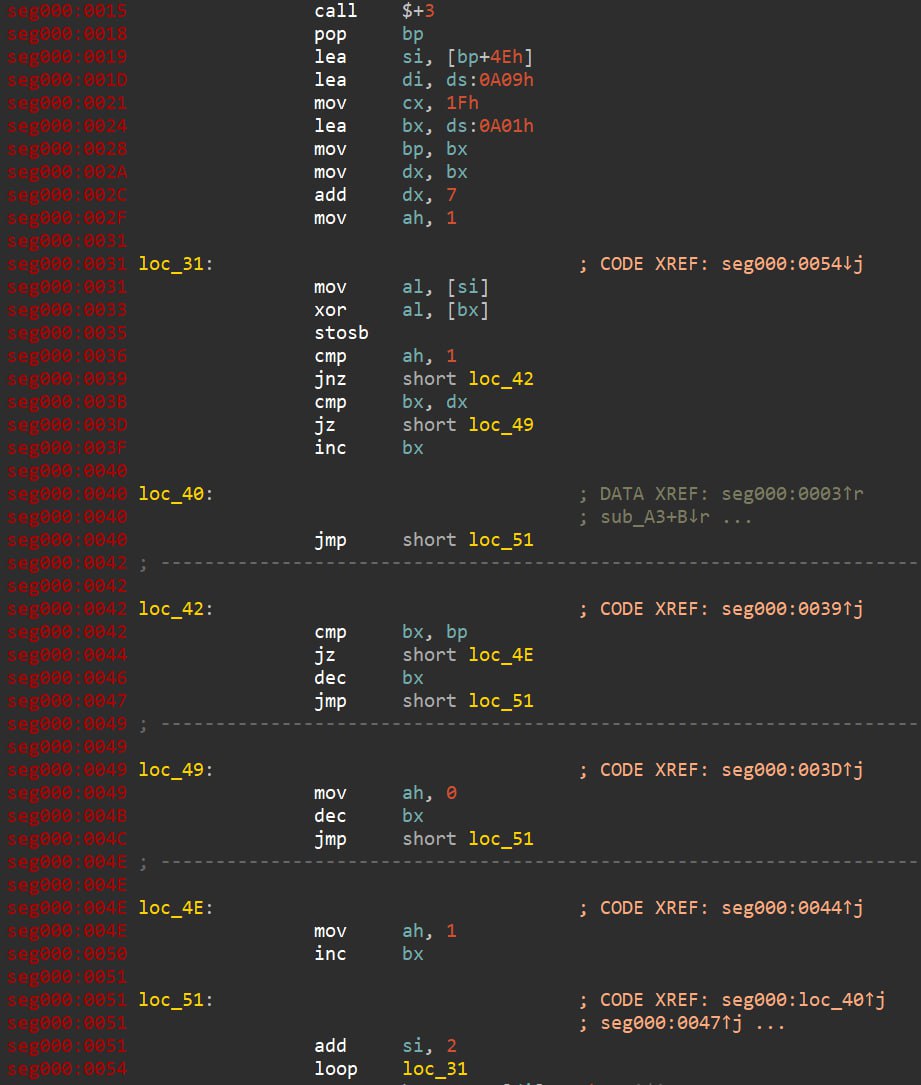 seg000:0015 call $+3
seg000:0018 pop bp
seg000:0019 lea si, [bp+4Eh]
seg000:001D lea di, ds:0A09h
seg000:0021 mov cx, 1Fh
seg000:0024 lea bx, ds:0A01h
seg000:0028 mov bp, bx
seg000:002A mov dx, bx
seg000:002C add dx, 7
seg000:002F mov ah, 1
seg000:0031
seg000:0031 loc_31: ; CODE XREF: seg000:0054↓j
seg000:0031 mov al, [si]
seg000:0033 xor al, [bx]
seg000:0035 stosb
seg000:0036 cmp ah, 1
seg000:0039 jnz short loc_42
seg000:003B cmp bx, dx
seg000:003D jz short loc_49
seg000:003F inc bx
seg000:0040
seg000:0040 loc_40: ; DATA XREF: seg000:0003↑r
seg000:0040 ; sub_A3+B↓r ...
seg000:0040 jmp short loc_51
seg000:0042 ; ---------------------------------------------------------------------------
seg000:0042
seg000:0042 loc_42: ; CODE XREF: seg000:0039↑j
seg000:0042 cmp bx, bp
seg000:0044 jz short loc_4E
seg000:0046 dec bx
seg000:0047 jmp short loc_51
seg000:0049 ; ---------------------------------------------------------------------------
seg000:0049
seg000:0049 loc_49: ; CODE XREF: seg000:003D↑j
seg000:0049 mov ah, 0
seg000:004B dec bx
seg000:004C jmp short loc_51
seg000:004E ; ---------------------------------------------------------------------------
seg000:004E
seg000:004E loc_4E: ; CODE XREF: seg000:0044↑j
seg000:004E mov ah, 1
seg000:0050 inc bx
seg000:0051
seg000:0051 loc_51: ; CODE XREF: seg000:loc_40↑j
seg000:0051 ; seg000:0047↑j ...
seg000:0051 add si, 2
seg000:0054 loop loc_31